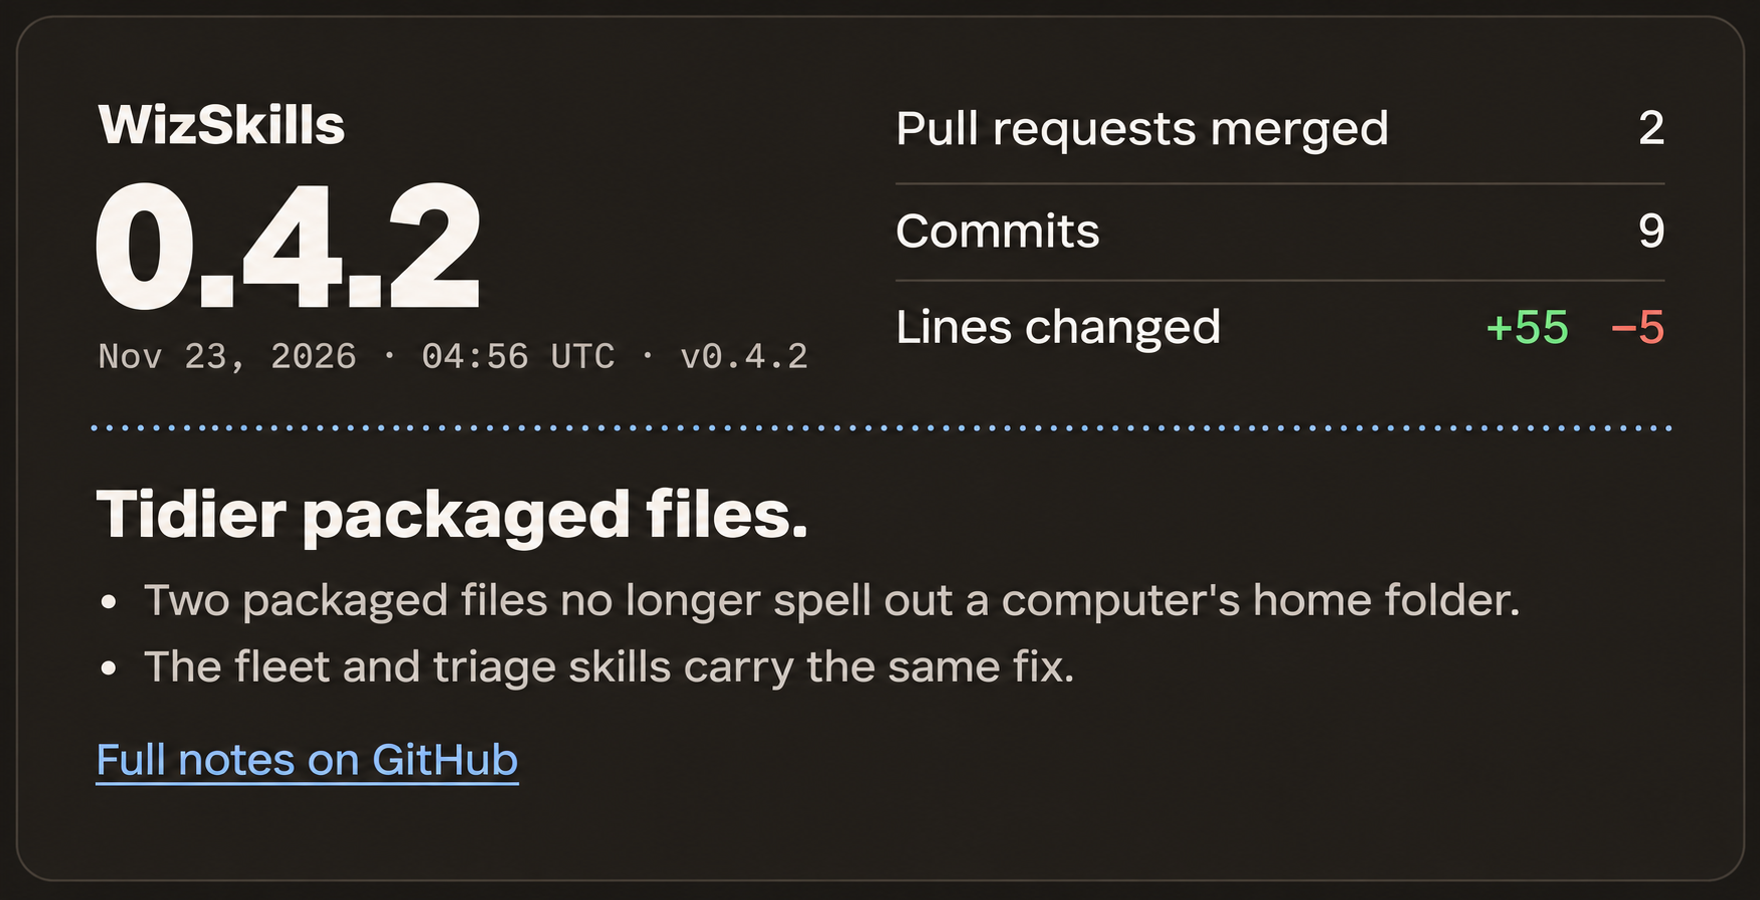 WizSkills
0.4.2
Nov 23, 2026 · 04:56 UTC · v0.4.2
Pull requests merged 2
Commits 9
Lines changed +55 −5
Tidier packaged files.
• Two packaged files no longer spell out a computer's home folder.
• The fleet and triage skills carry the same fix.
Full notes on GitHub